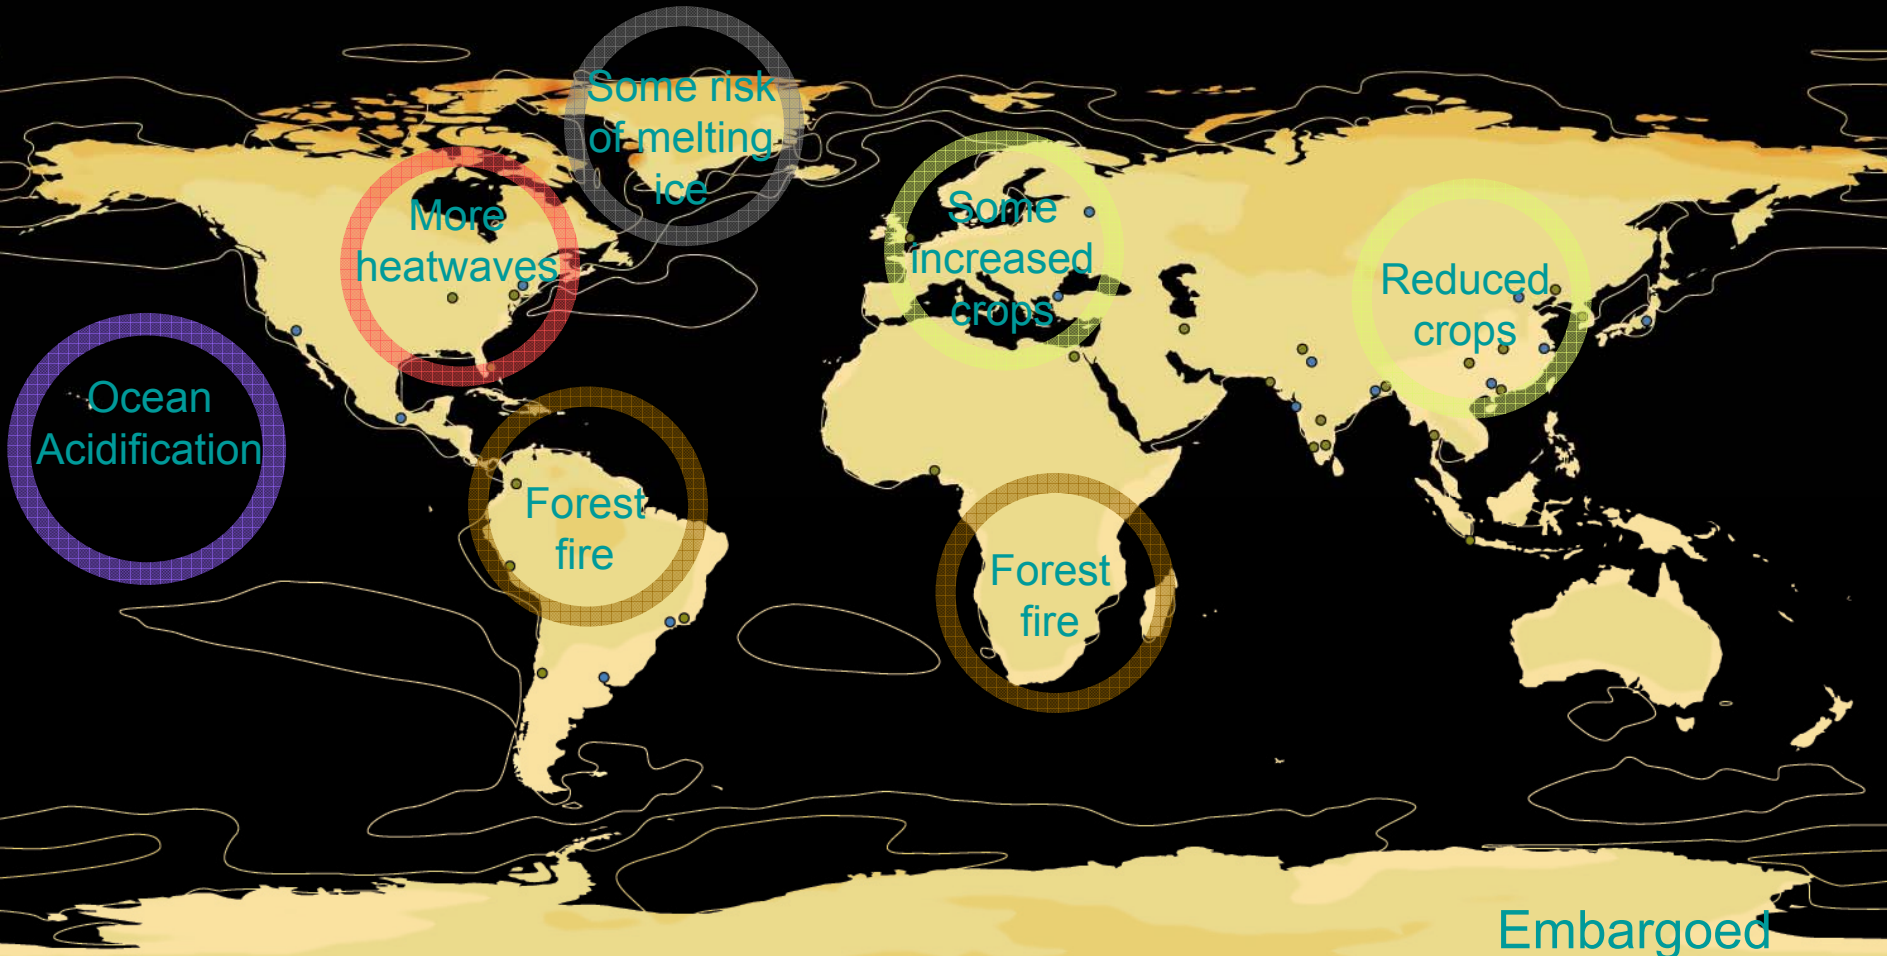 Some risk
of melting
ice
More
heatwaves
Some
increased
crops
Reduced
crops
Ocean
Acidification
Forest
fire
Forest
fire
Embargoed